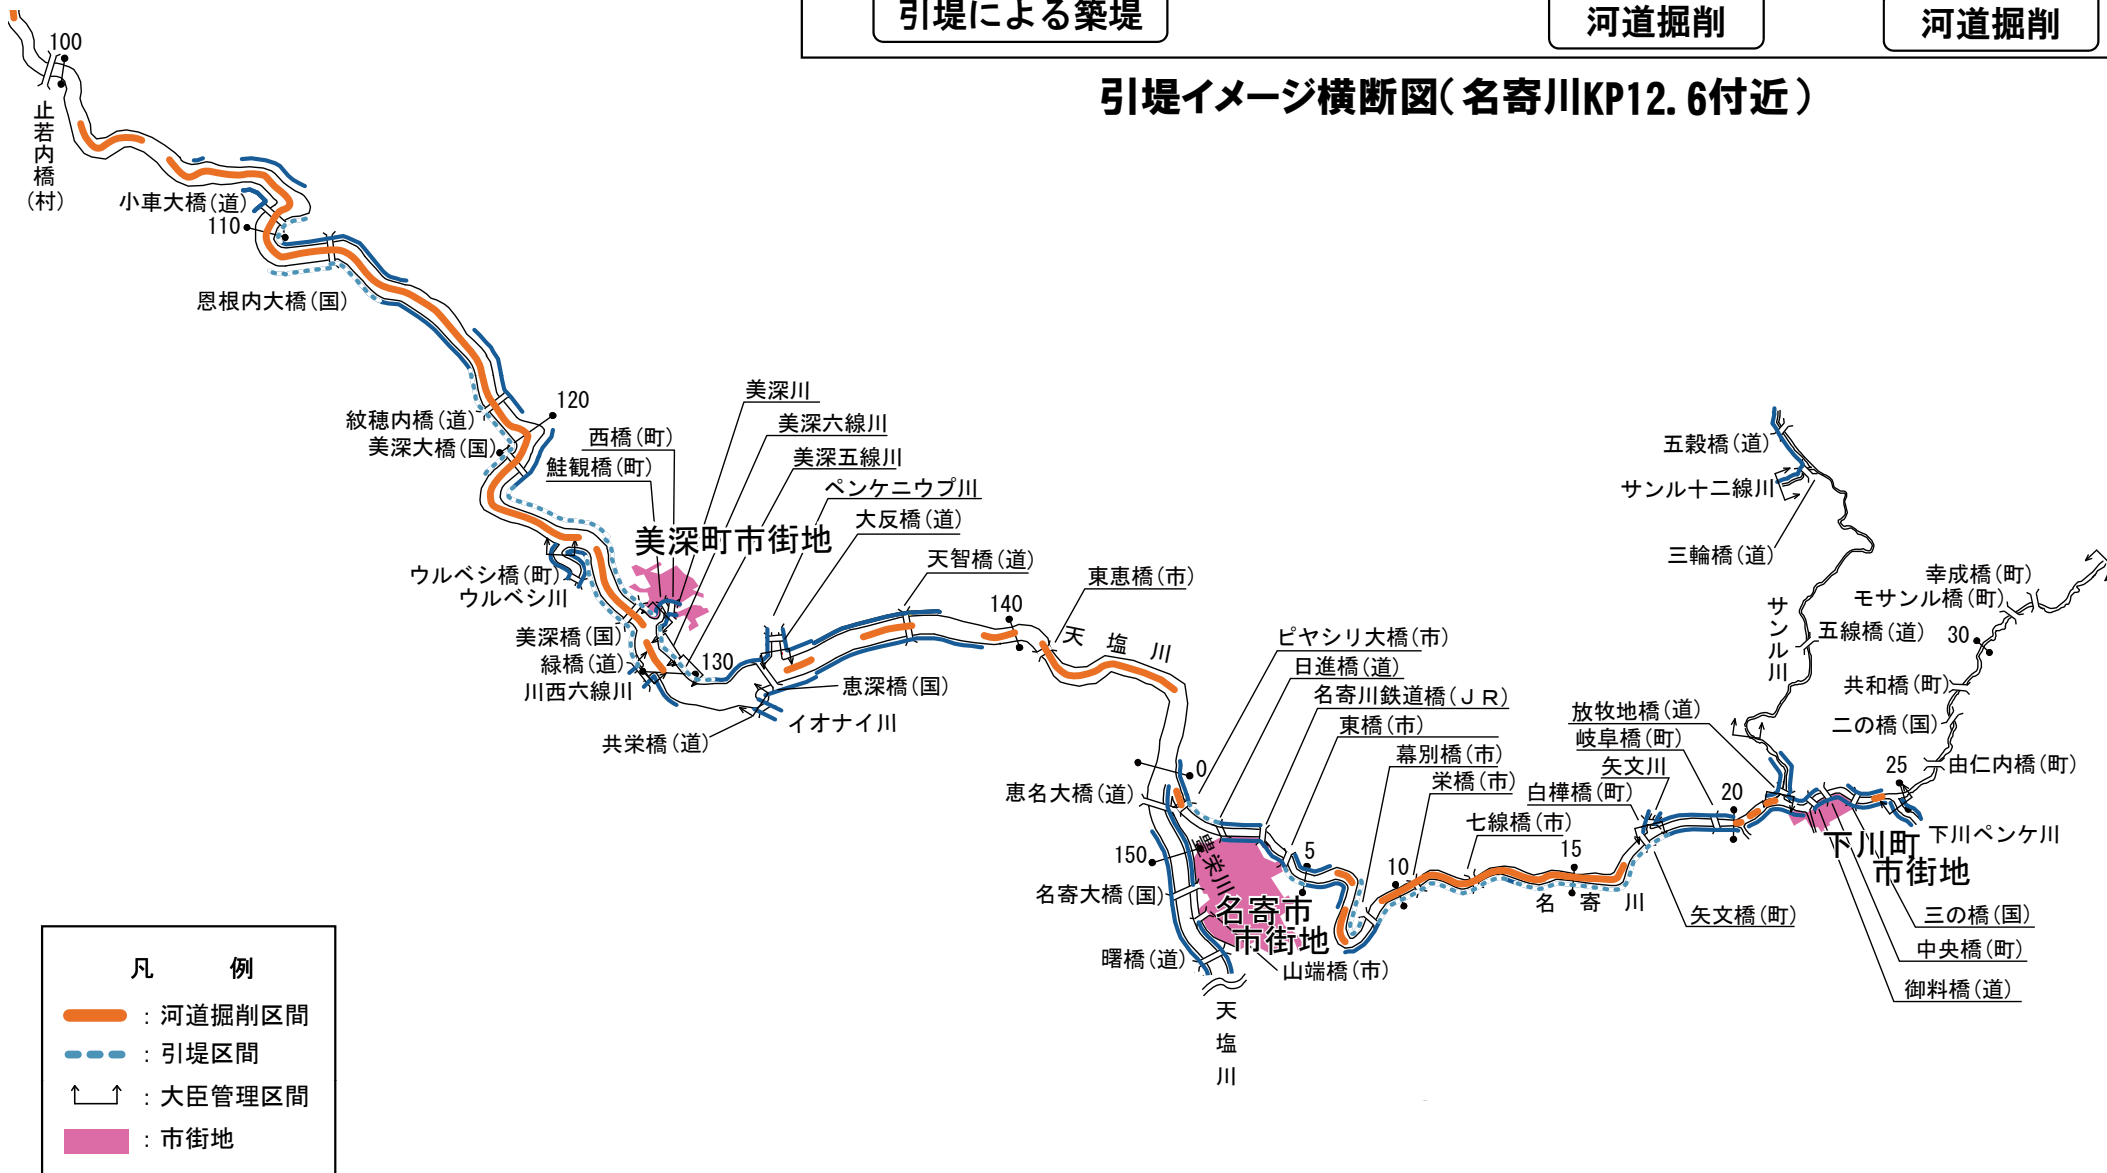 引堤による築堤
河道掘削
河道掘削
引堤イメージ横断図(名寄川KP12.6付近)
100
止若内橋(村)
小車大橋(道)
110
恩根内大橋(国)
紋穂内橋(道)
120
美深大橋(国)
西橋(町)
鮭観橋(町)
美深川
美深六線川
美深五線川
ペンケニウプ川
大反橋(道)
美深町市街地
天智橋(道)
東恵橋(市)
ウルベシ橋(町)
ウルベシ川
美深橋(国)
緑橋(道)
川西六線川
130
140
天塩川
恵深橋(国)
イオナイ川
共栄橋(道)
ピヤシリ大橋(市)
日進橋(道)
名寄川鉄道橋(JR)
東橋(市)
幕別橋(市)
栄橋(市)
七線橋(市)
0
恵名大橋(道)
150
豊栄川
名寄大橋(国)
名寄市
市街地
曙橋(道)
山端橋(市)
天塩川
5
10
15
名寄川
五穀橋(道)
サンル十二線川
三輪橋(道)
サンル川
幸成橋(町)
モサンル橋(町)
五線橋(道)
30
共和橋(町)
二の橋(国)
由仁内橋(町)
放牧地橋(道)
岐阜橋(町)
矢文川
白樺橋(町)
20
25
下川ペンケ川
下川町
市街地
矢文橋(町)
三の橋(国)
中央橋(町)
御料橋(道)
凡例
:河道掘削区間
:引堤区間
:大臣管理区間
:市街地